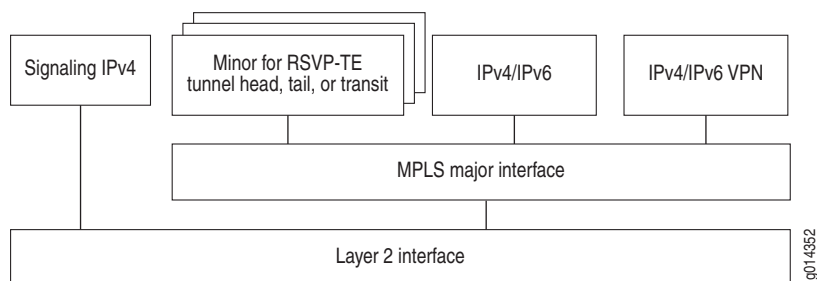 Signaling IPv4
Minor for RSVP-TE
tunnel head, tail, or transit
IPv4/IPv6
IPv4/IPv6 VPN
MPLS major interface
Layer 2 interface
g014352